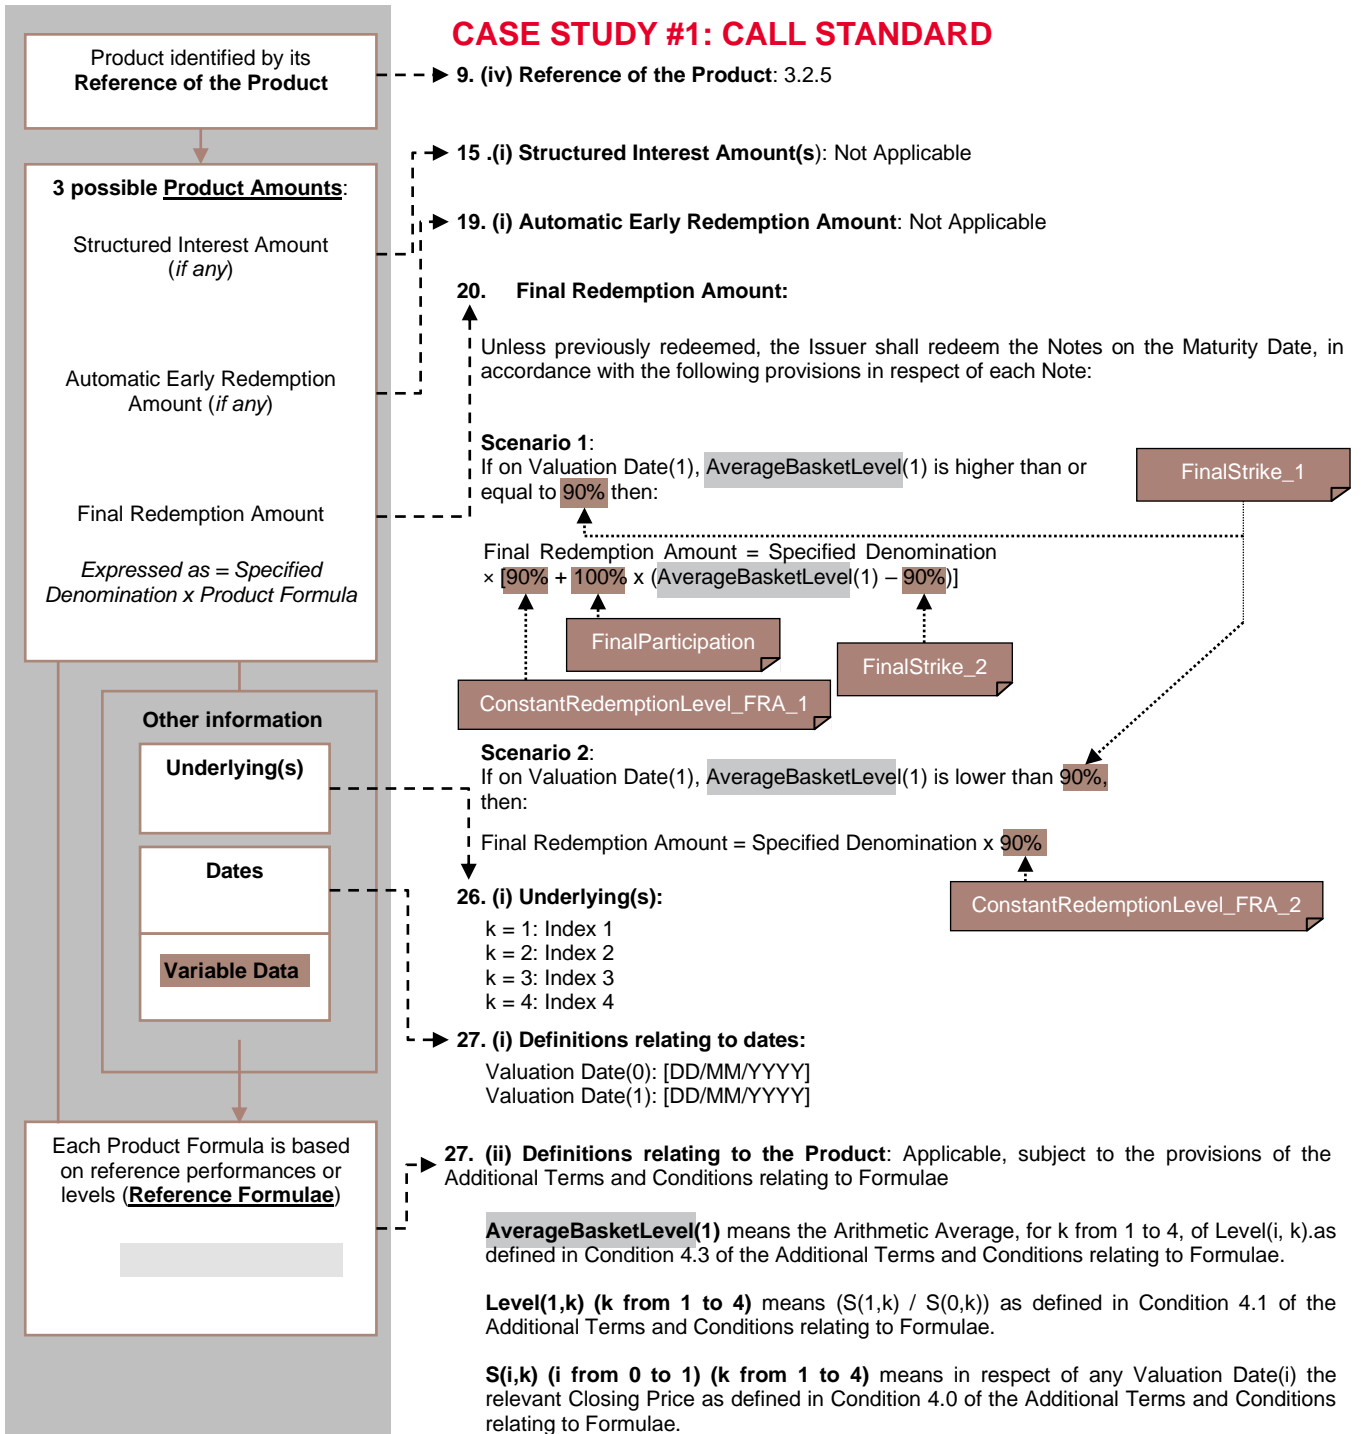 CASE STUDY #1: CALL STANDARD
Product identified by its
Reference of the Product
9. (iv) Reference of the Product: 3.2.5
3 possible Product Amounts:
Structured Interest Amount
(if any)
Automatic Early Redemption
Amount (if any)
Final Redemption Amount
Expressed as = Specified
Denomination x Product Formula
15 .(i) Structured Interest Amount(s): Not Applicable
19. (i) Automatic Early Redemption Amount: Not Applicable
20. Final Redemption Amount:
Unless previously redeemed, the Issuer shall redeem the Notes on the Maturity Date, in
accordance with the following provisions in respect of each Note:
Scenario 1:
If on Valuation Date(1), AverageBasketLevel(1) is higher than or
equal to 90% then:
FinalStrike_1
Final Redemption Amount = Specified Denomination
× [90% + 100% x (AverageBasketLevel(1) – 90%)]
FinalParticipation
FinalStrike_2
ConstantRedemptionLevel_FRA_1
Scenario 2:
If on Valuation Date(1), AverageBasketLevel(1) is lower than 90%,
then:
Final Redemption Amount = Specified Denomination x 90%
ConstantRedemptionLevel_FRA_2
Other information
Underlying(s)
Dates
Variable Data
26. (i) Underlying(s):
k = 1: Index 1
k = 2: Index 2
k = 3: Index 3
k = 4: Index 4
27. (i) Definitions relating to dates:
Valuation Date(0): [DD/MM/YYYY]
Valuation Date(1): [DD/MM/YYYY]
Each Product Formula is based
on reference performances or
levels (Reference Formulae)
27. (ii) Definitions relating to the Product: Applicable, subject to the provisions of the
Additional Terms and Conditions relating to Formulae
AverageBasketLevel(1) means the Arithmetic Average, for k from 1 to 4, of Level(i, k).as
defined in Condition 4.3 of the Additional Terms and Conditions relating to Formulae.
Level(1,k) (k from 1 to 4) means (S(1,k) / S(0,k)) as defined in Condition 4.1 of the
Additional Terms and Conditions relating to Formulae.
S(i,k) (i from 0 to 1) (k from 1 to 4) means in respect of any Valuation Date(i) the
relevant Closing Price as defined in Condition 4.0 of the Additional Terms and Conditions
relating to Formulae.